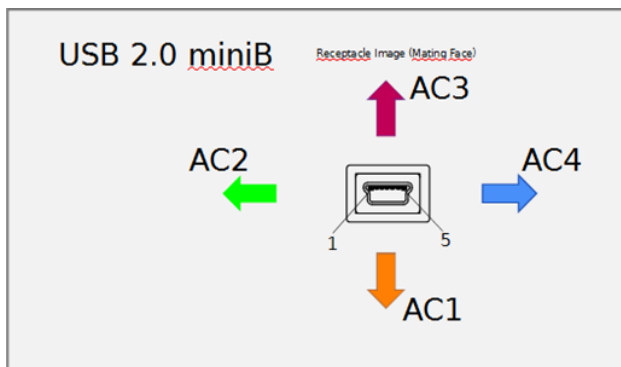 USB 2.0 miniB
Receptacle Image (Mating Face)
AC3
AC2
AC4
1
5
AC1